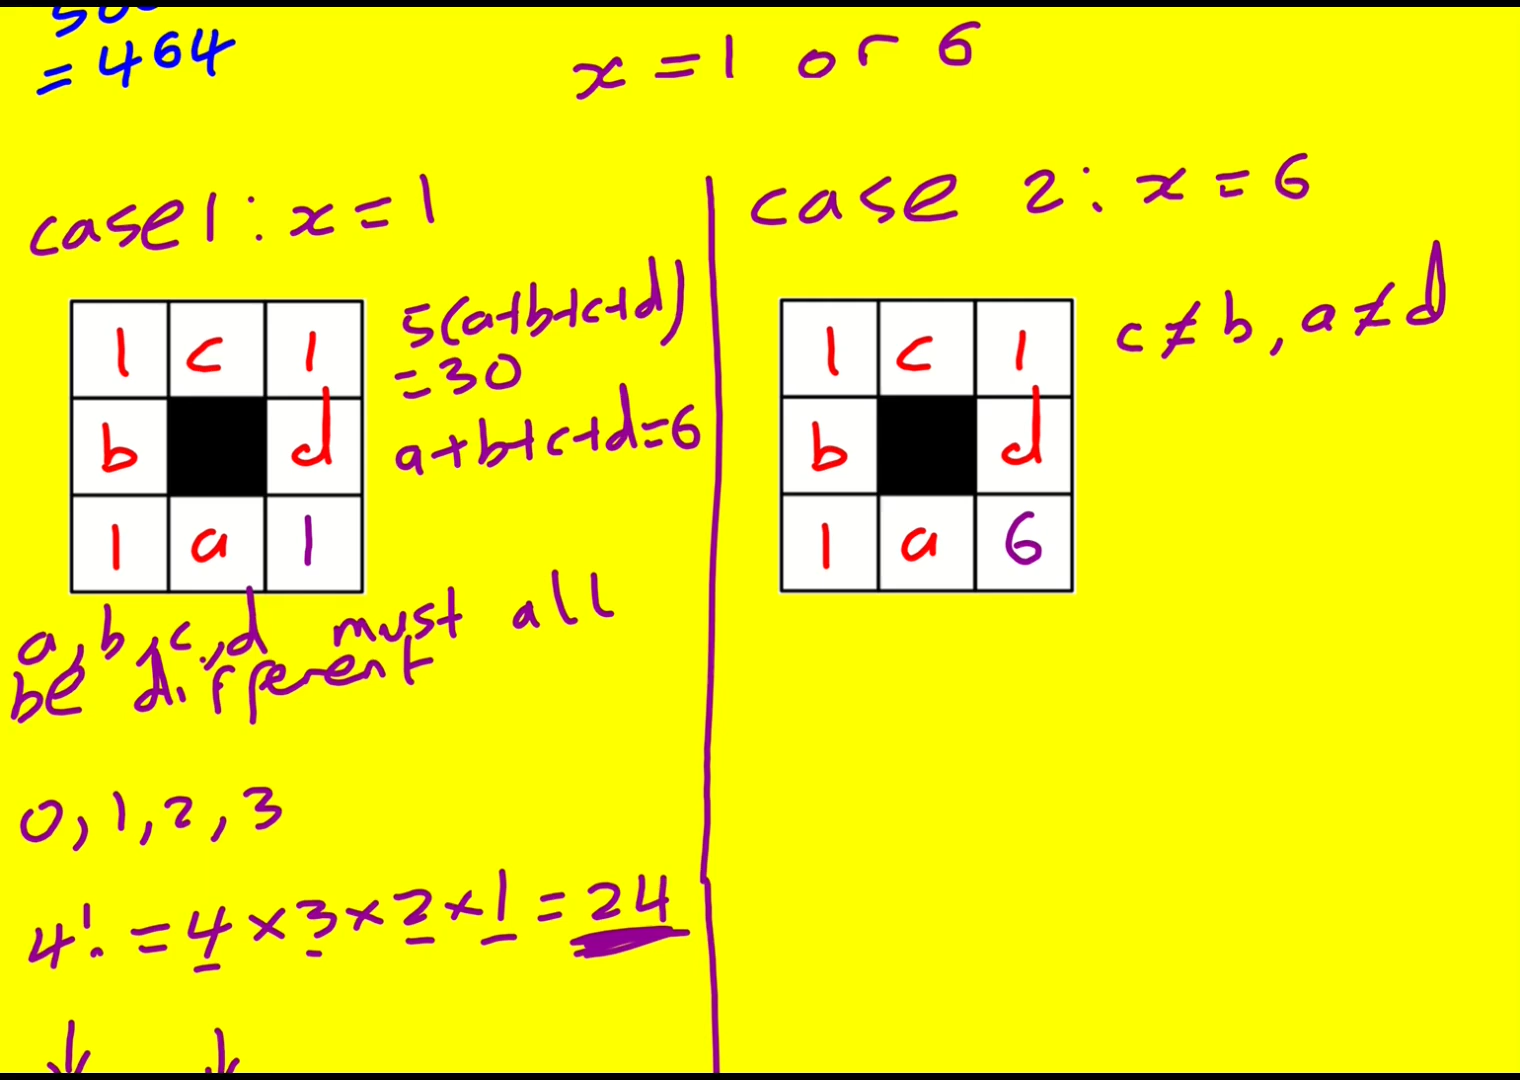 = 464
x = 1 or 6
case 1 : x = 1
1 c 1
b d
1 a 1
5(a+b+c+d)
= 30
a+b+c+d=6
a, b, c, d must all
be different
0, 1, 2, 3
4! = 4 × 3 × 2 × 1 = 24
case 2 : x = 6
1 c 1
b d
1 a 6
c ≠ b, a ≠ d